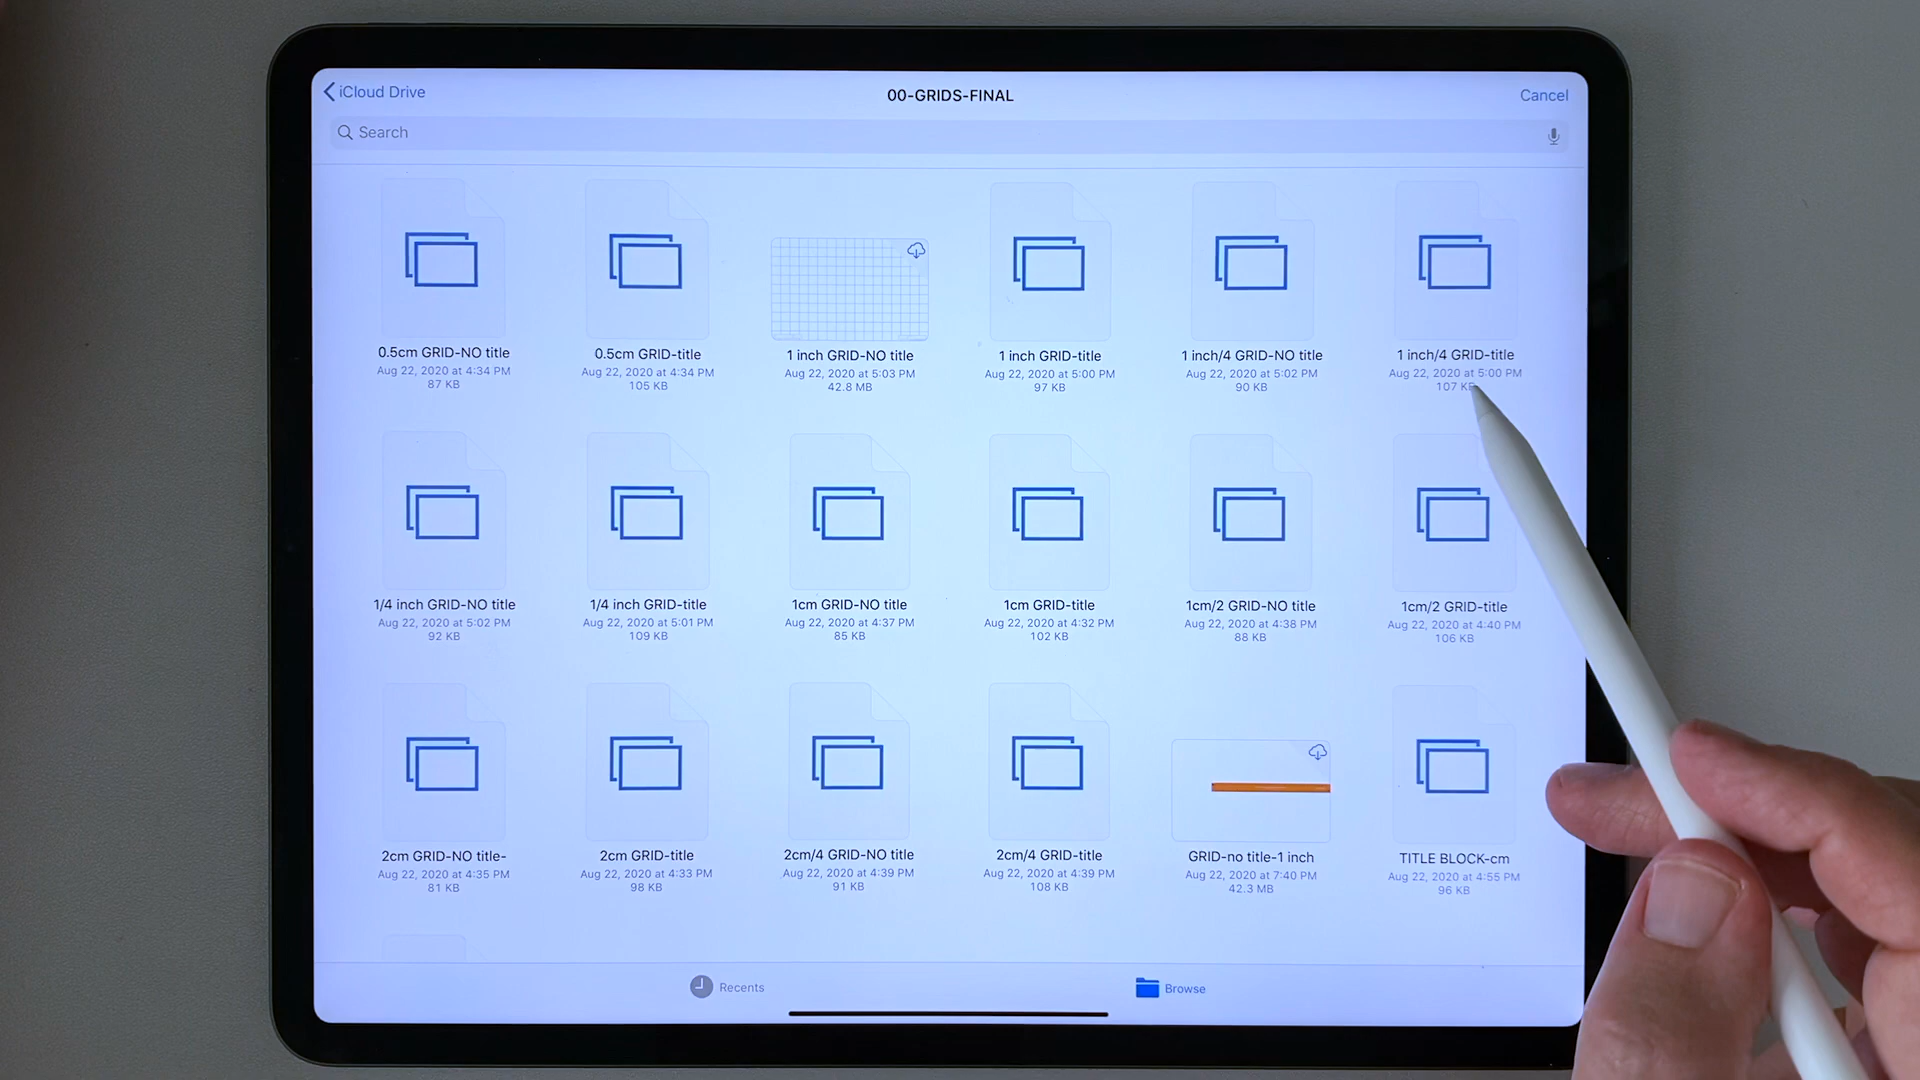 iCloud Drive
00-GRIDS-FINAL
Cancel
Search
0.5cm GRID-NO title
Aug 22, 2020 at 4:34 PM
87 KB
0.5cm GRID-title
Aug 22, 2020 at 4:34 PM
105 KB
1 inch GRID-NO title
Aug 22, 2020 at 5:03 PM
42.8 MB
1 inch GRID-title
Aug 22, 2020 at 5:00 PM
97 KB
1 inch/4 GRID-NO title
Aug 22, 2020 at 5:02 PM
90 KB
1 inch/4 GRID-title
Aug 22, 2020 at 5:00 PM
107 KB
1/4 inch GRID-NO title
Aug 22, 2020 at 5:02 PM
92 KB
1/4 inch GRID-title
Aug 22, 2020 at 5:01 PM
109 KB
1cm GRID-NO title
Aug 22, 2020 at 4:37 PM
85 KB
1cm GRID-title
Aug 22, 2020 at 4:32 PM
102 KB
1cm/2 GRID-NO title
Aug 22, 2020 at 4:38 PM
88 KB
1cm/2 GRID-title
Aug 22, 2020 at 4:40 PM
106 KB
2cm GRID-NO title-
Aug 22, 2020 at 4:35 PM
81 KB
2cm GRID-title
Aug 22, 2020 at 4:33 PM
98 KB
2cm/4 GRID-NO title
Aug 22, 2020 at 4:39 PM
91 KB
2cm/4 GRID-title
Aug 22, 2020 at 4:39 PM
108 KB
GRID-no title-1 inch
Aug 22, 2020 at 7:40 PM
42.3 MB
TITLE BLOCK-cm
Aug 22, 2020 at 4:55 PM
96 KB
Recents
Browse